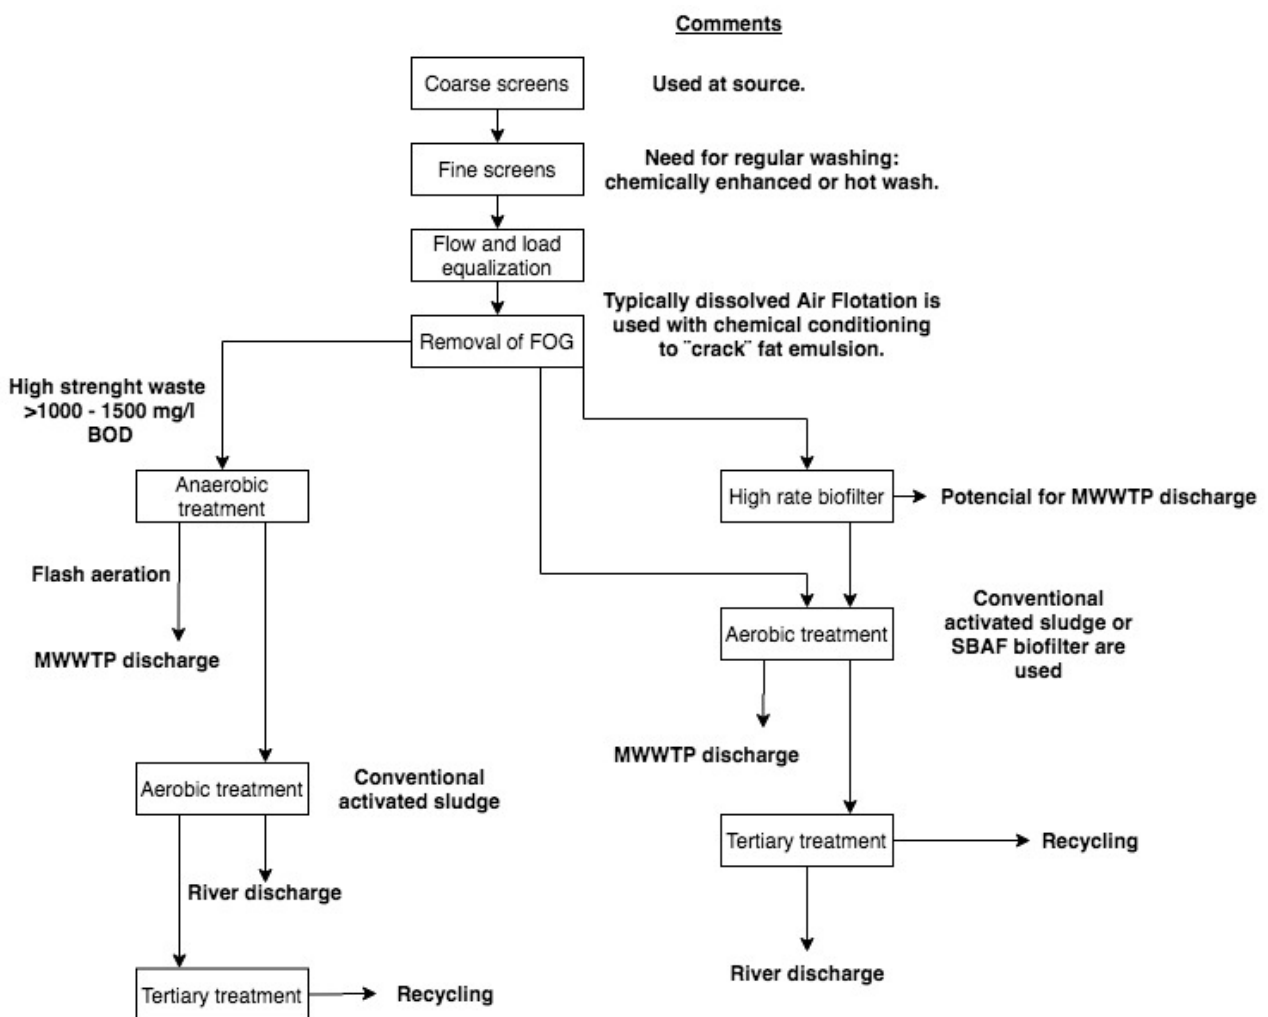 Comments
Coarse screens
Used at source.
Fine screens
Need for regular washing:
chemically enhanced or hot wash.
Flow and load
equalization
Removal of FOG
Typically dissolved Air Flotation is
used with chemical conditioning
to ¨crack¨ fat emulsion.
High strenght waste
>1000 - 1500 mg/l
BOD
Anaerobic
treatment
High rate biofilter
Potencial for MWWTP discharge
Flash aeration
MWWTP discharge
Aerobic treatment
Conventional
activated sludge or
SBAF biofilter are
used
MWWTP discharge
Aerobic treatment
Conventional
activated sludge
River discharge
Tertiary treatment
Recycling
River discharge
Tertiary treatment
Recycling